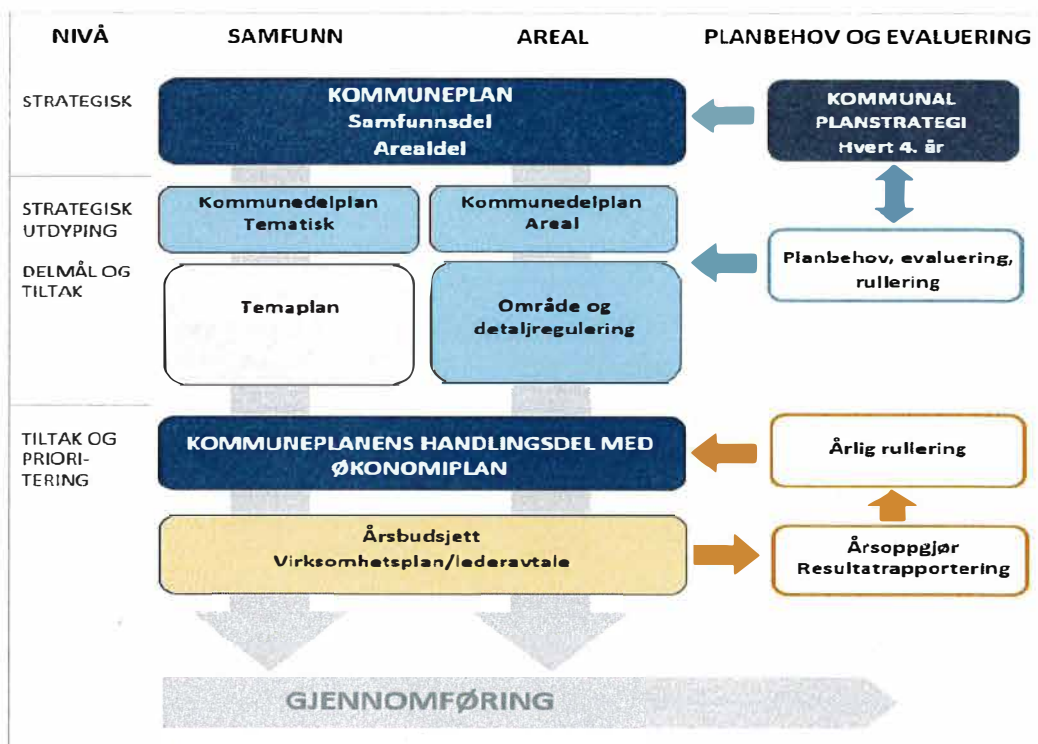 NIVÅ
SAMFUNN
AREAL
PLANBEHOV OG EVALUERING
STRATEGISK
KOMMUNEPLAN
Samfunnsdel
Arealdel
KOMMUNAL
PLANSTRATEGI
Hvert 4. år
STRATEGISK
UTDYPING
Kommunedelplan
Tematisk
Kommunedelplan
Areal
DELMÅL OG
TILTAK
Temaplan
Område og
detaljregulering
Planbehov, evaluering,
rullering
TILTAK OG
PRIORI-
TERING
KOMMUNEPLANENS HANDLINGSDEL MED
ØKONOMIPLAN
Årlig rullering
Årsbudsjett
Virksomhetsplan/lederavtale
Årsoppgjør
Resultatrapportering
GJENNOMFØRING